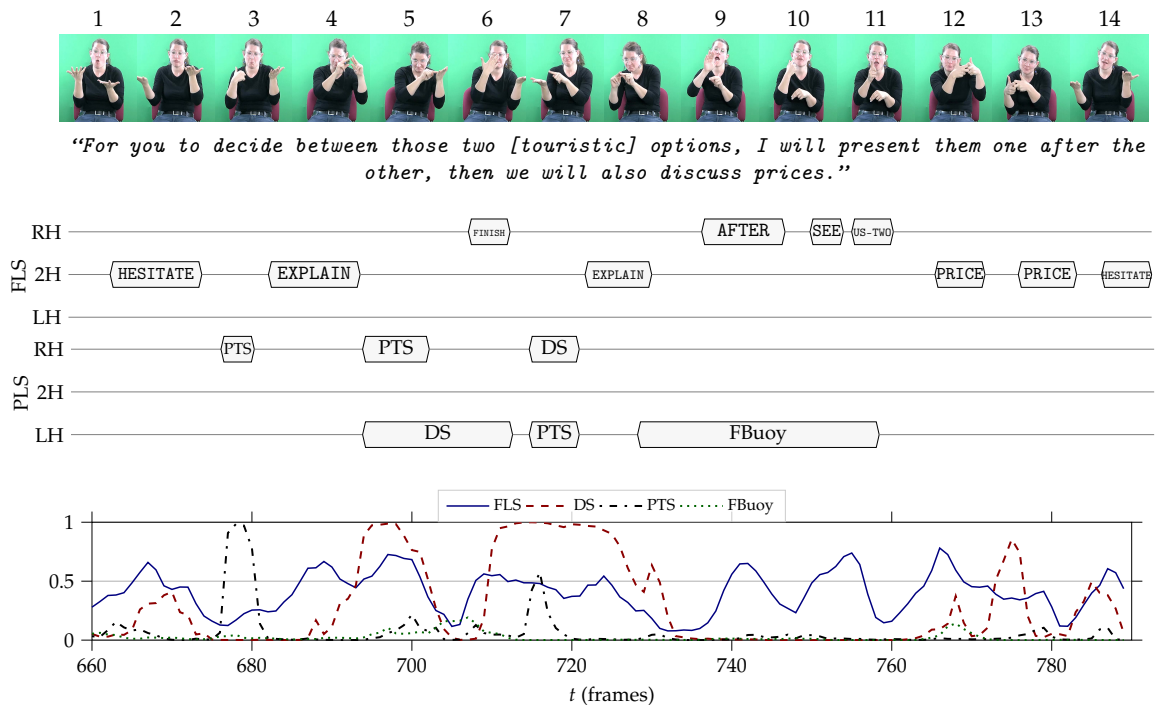 1 2 3 4 5 6 7 8 9 10 11 12 13 14
“For you to decide between those two [touristic] options, I will present them one after the
other, then we will also discuss prices.”
FLS
RH FINISH AFTER SEE US-TWO
2H HESITATE EXPLAIN EXPLAIN PRICE PRICE HESITATE
LH
PLS
RH PTS PTS DS
2H
LH DS PTS FBuoy
FLS DS PTS FBuoy
1
0.5
0
660 680 700 720 740 760 780
t (frames)